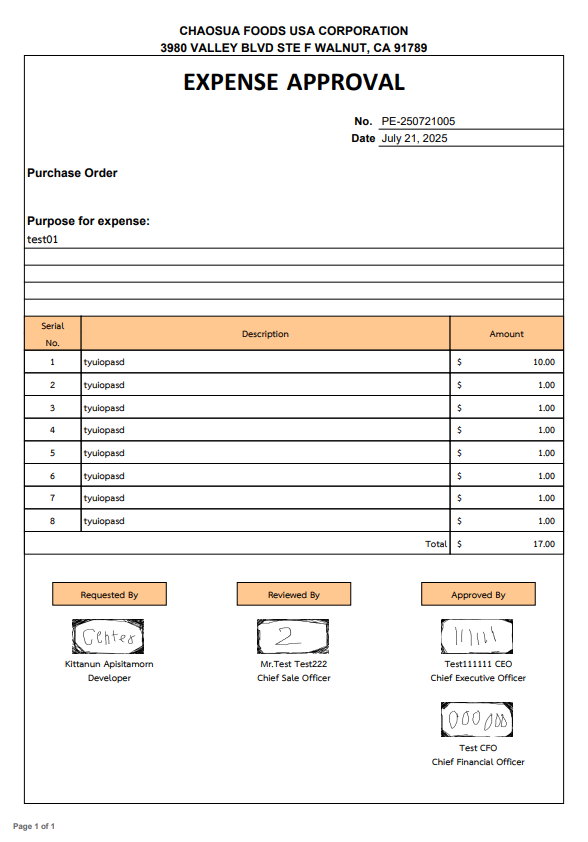 CHAOSUA FOODS USA CORPORATION
3980 VALLEY BLVD STE F WALNUT, CA 91789
EXPENSE APPROVAL
No. PE-250721005
Date July 21, 2025
Purchase Order
Purpose for expense:
test01
Serial No. Description Amount
1 tyuiopasd $ 10.00
2 tyuiopasd $ 1.00
3 tyuiopasd $ 1.00
4 tyuiopasd $ 1.00
5 tyuiopasd $ 1.00
6 tyuiopasd $ 1.00
7 tyuiopasd $ 1.00
8 tyuiopasd $ 1.00
Total $ 17.00
Requested By Reviewed By Approved By
Center 2
Kittanun Apisitamorn Mr.Test Test222 Test111111 CEO
Developer Chief Sale Officer Chief Executive Officer
000000
Test CFO
Chief Financial Officer
Page 1 of 1